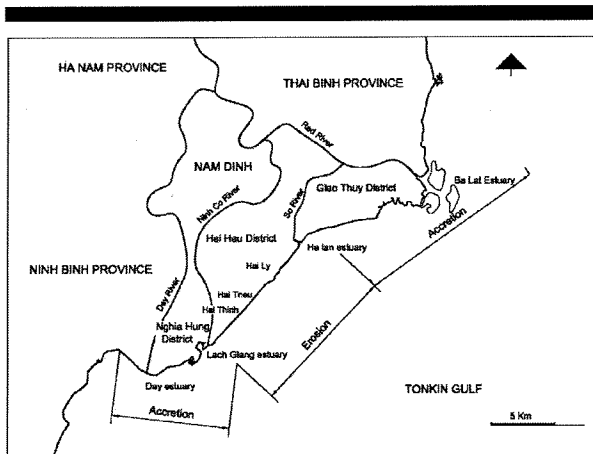 HA NAM PROVINCE
THAI BINH PROVINCE
Red River
NAM DINH
Ba Lat Estuary
Giao Thuy District
Ninh Co River
So River
Accretion
Hai Hau District
Ha lan estuary
NINH BINH PROVINCE
Hai Ly
Day River
Hai Trieu
Hai Thinh
Nghia Hung
District
Erosion
Lach Giang estuary
Day estuary
TONKIN GULF
Accretion
5 Km